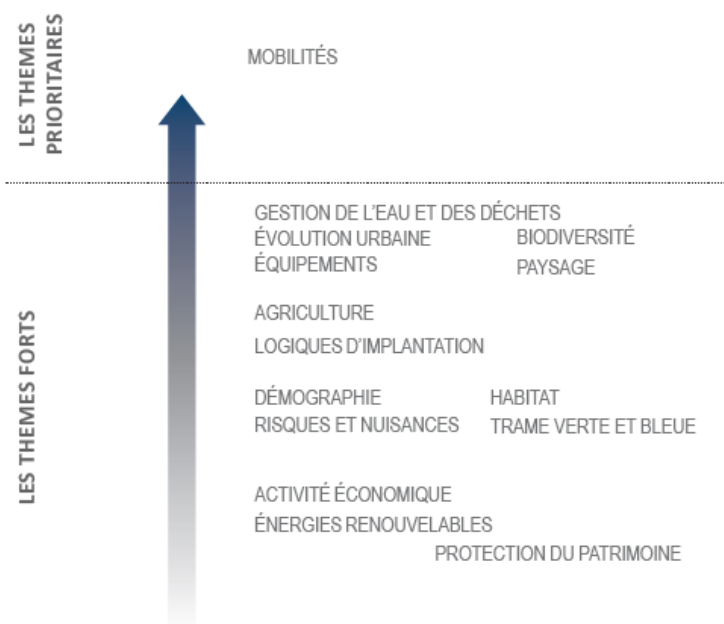 LES THEMES
PRIORITAIRES
MOBILITÉS
LES THEMES FORTS
GESTION DE L'EAU ET DES DÉCHETS
ÉVOLUTION URBAINE
BIODIVERSITÉ
ÉQUIPEMENTS
PAYSAGE
AGRICULTURE
LOGIQUES D'IMPLANTATION
DÉMOGRAPHIE
HABITAT
RISQUES ET NUISANCES
TRAME VERTE ET BLEUE
ACTIVITÉ ÉCONOMIQUE
ÉNERGIES RENOUVELABLES
PROTECTION DU PATRIMOINE